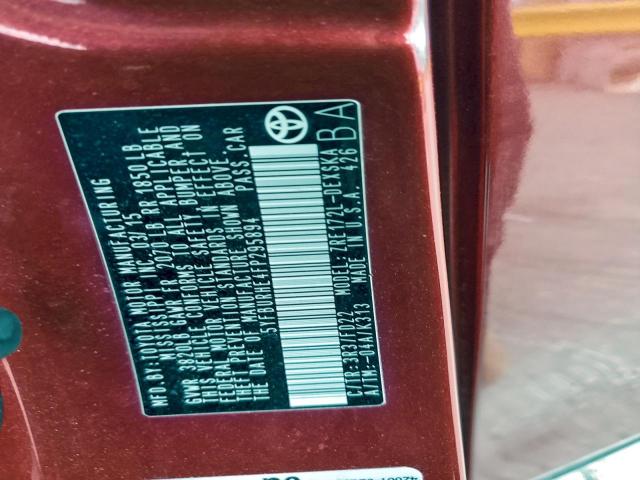 MFD. BY: TOYOTA MOTOR MANUFACTURING
MISSISSIPPI, INC. 03/15
GVWR 3820LB GAWR FR 2070LB RR 1850LB
THIS VEHICLE CONFORMS TO ALL APPLICABLE
FEDERAL MOTOR VEHICLE SAFETY, BUMPER AND
THEFT PREVENTION STANDARDS IN EFFECT ON
THE DATE OF MANUFACTURE SHOWN ABOVE.
PASS. CAR
C/TR:3R3/FD22 MODEL:ZRE172L-DEXSKA
A/TM:-04A/K313 MADE IN U.S.A. 426
BA